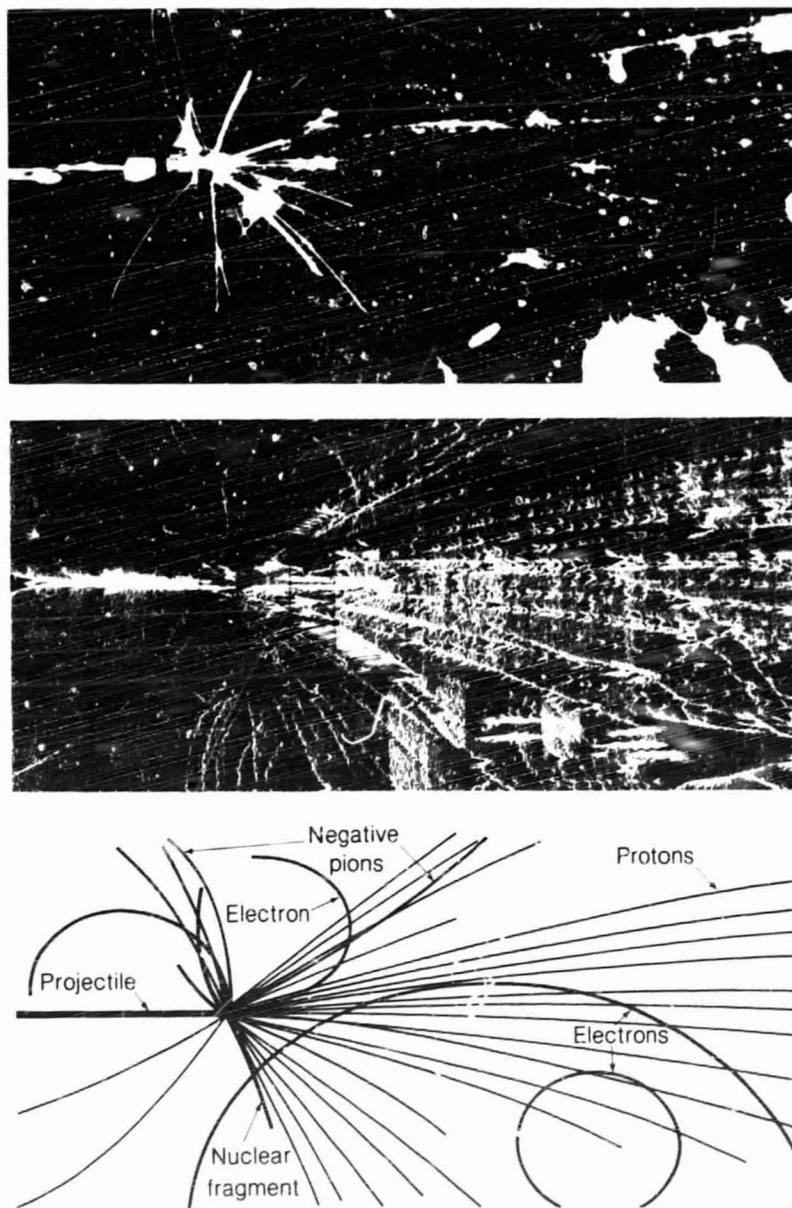 Negative
pions
Protons
Electron
Projectile
Electrons
Nuclear
fragment